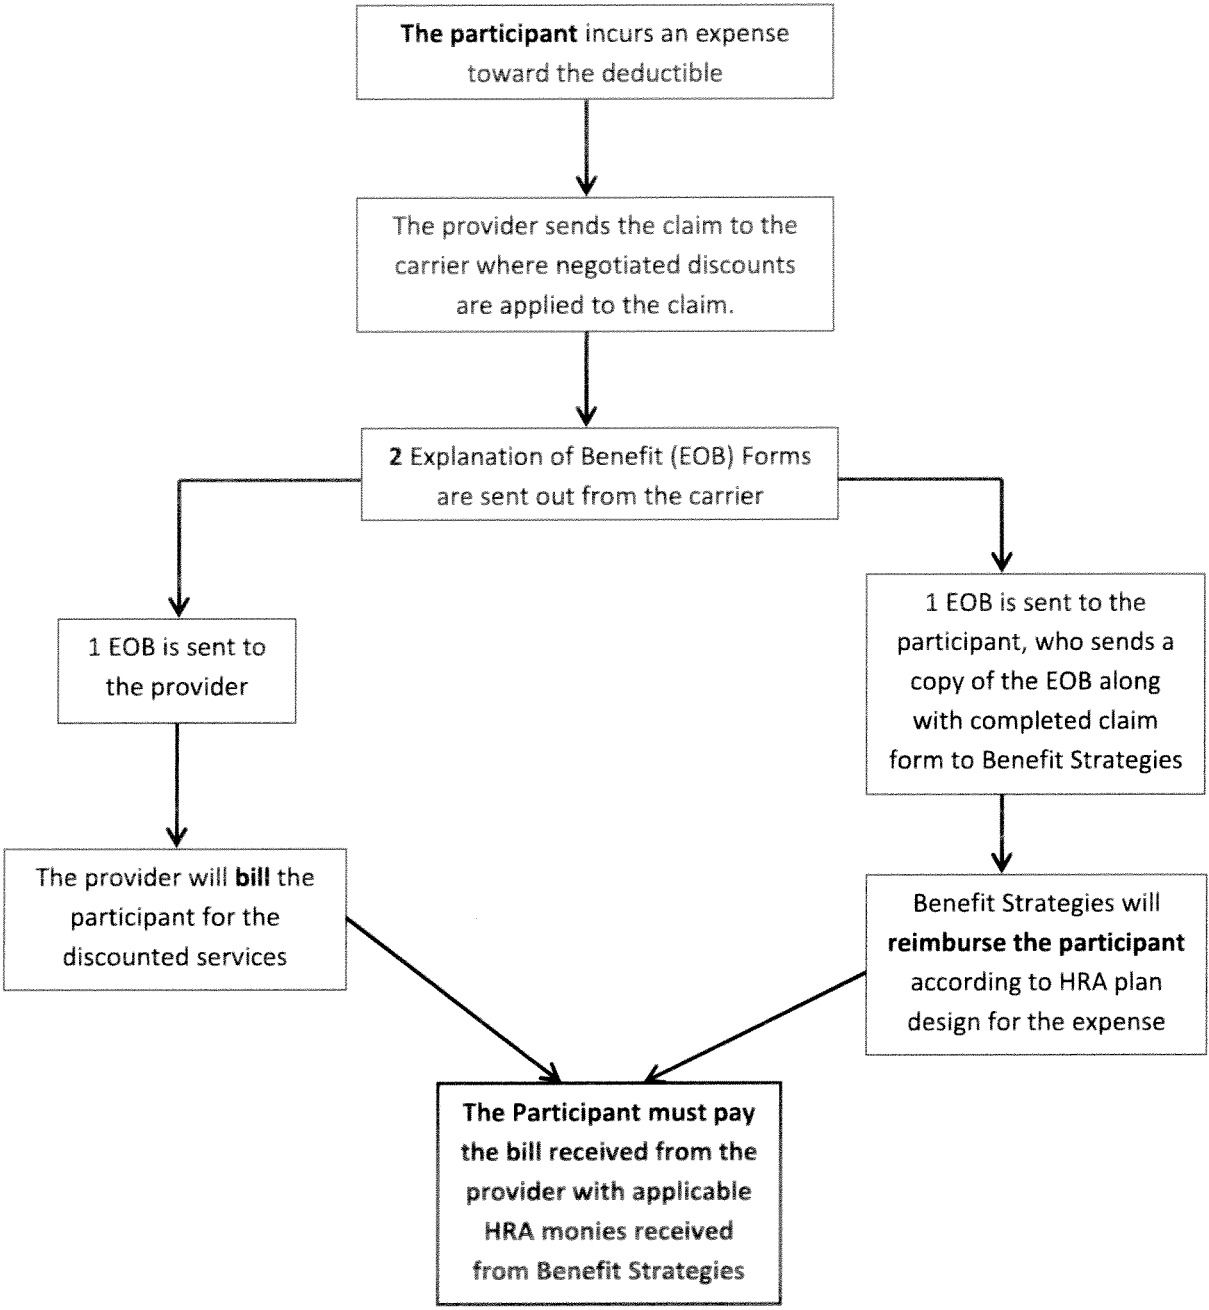 The participant incurs an expense
toward the deductible
The provider sends the claim to the
carrier where negotiated discounts
are applied to the claim.
2 Explanation of Benefit (EOB) Forms
are sent out from the carrier
1 EOB is sent to
the provider
1 EOB is sent to the
participant, who sends a
copy of the EOB along
with completed claim
form to Benefit Strategies
The provider will bill the
participant for the
discounted services
Benefit Strategies will
reimburse the participant
according to HRA plan
design for the expense
The Participant must pay
the bill received from the
provider with applicable
HRA monies received
from Benefit Strategies